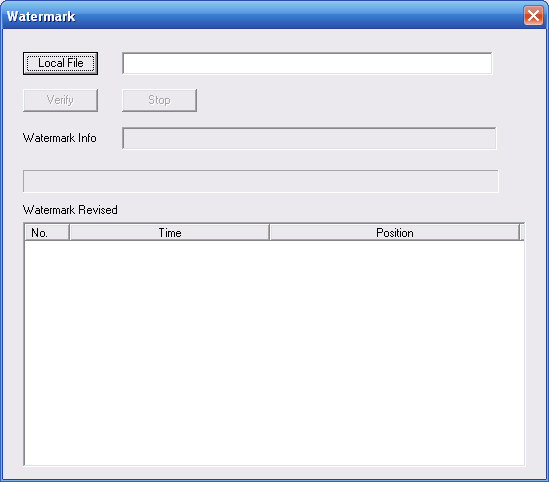 Watermark
Local File
Verify Stop
Watermark Info
Watermark Revised
No. Time Position